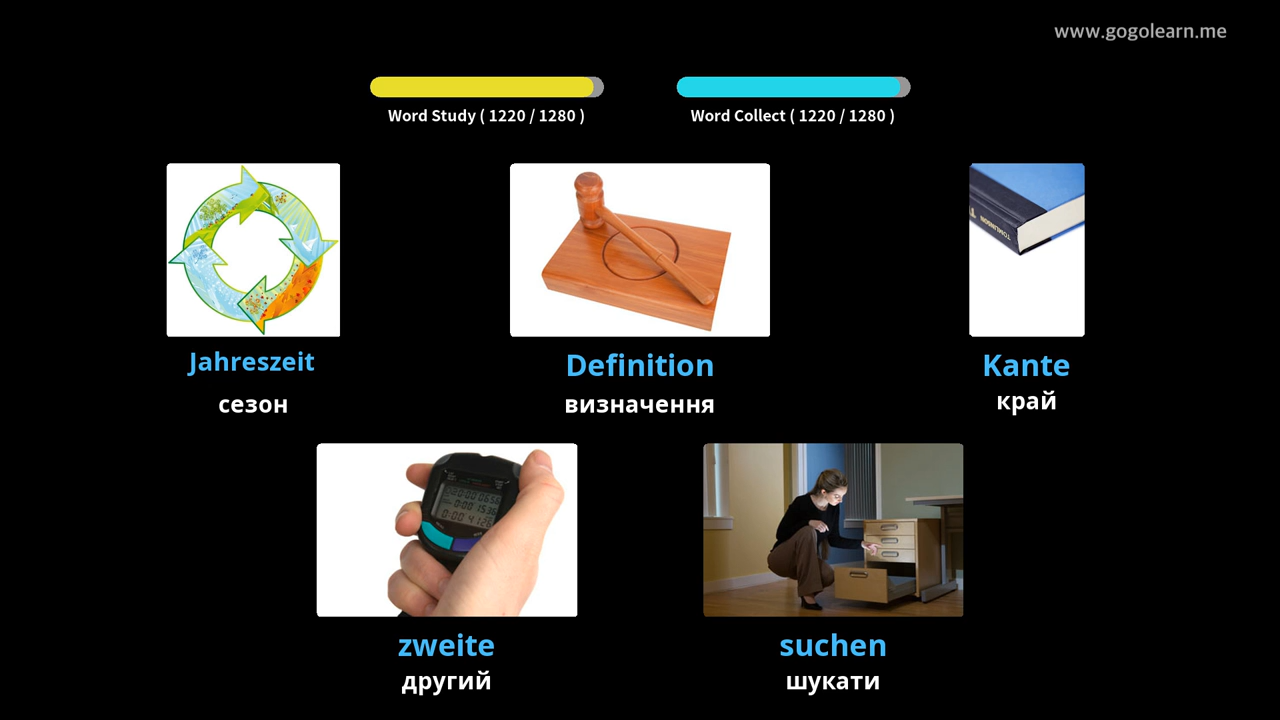 www.gogolearn.me
Word Study ( 1220 / 1280 )
Word Collect ( 1220 / 1280 )
TOMLINSON
Jahreszeit
Definition
Kante
сезон
визначення
край
zweite
suchen
другий
шукати